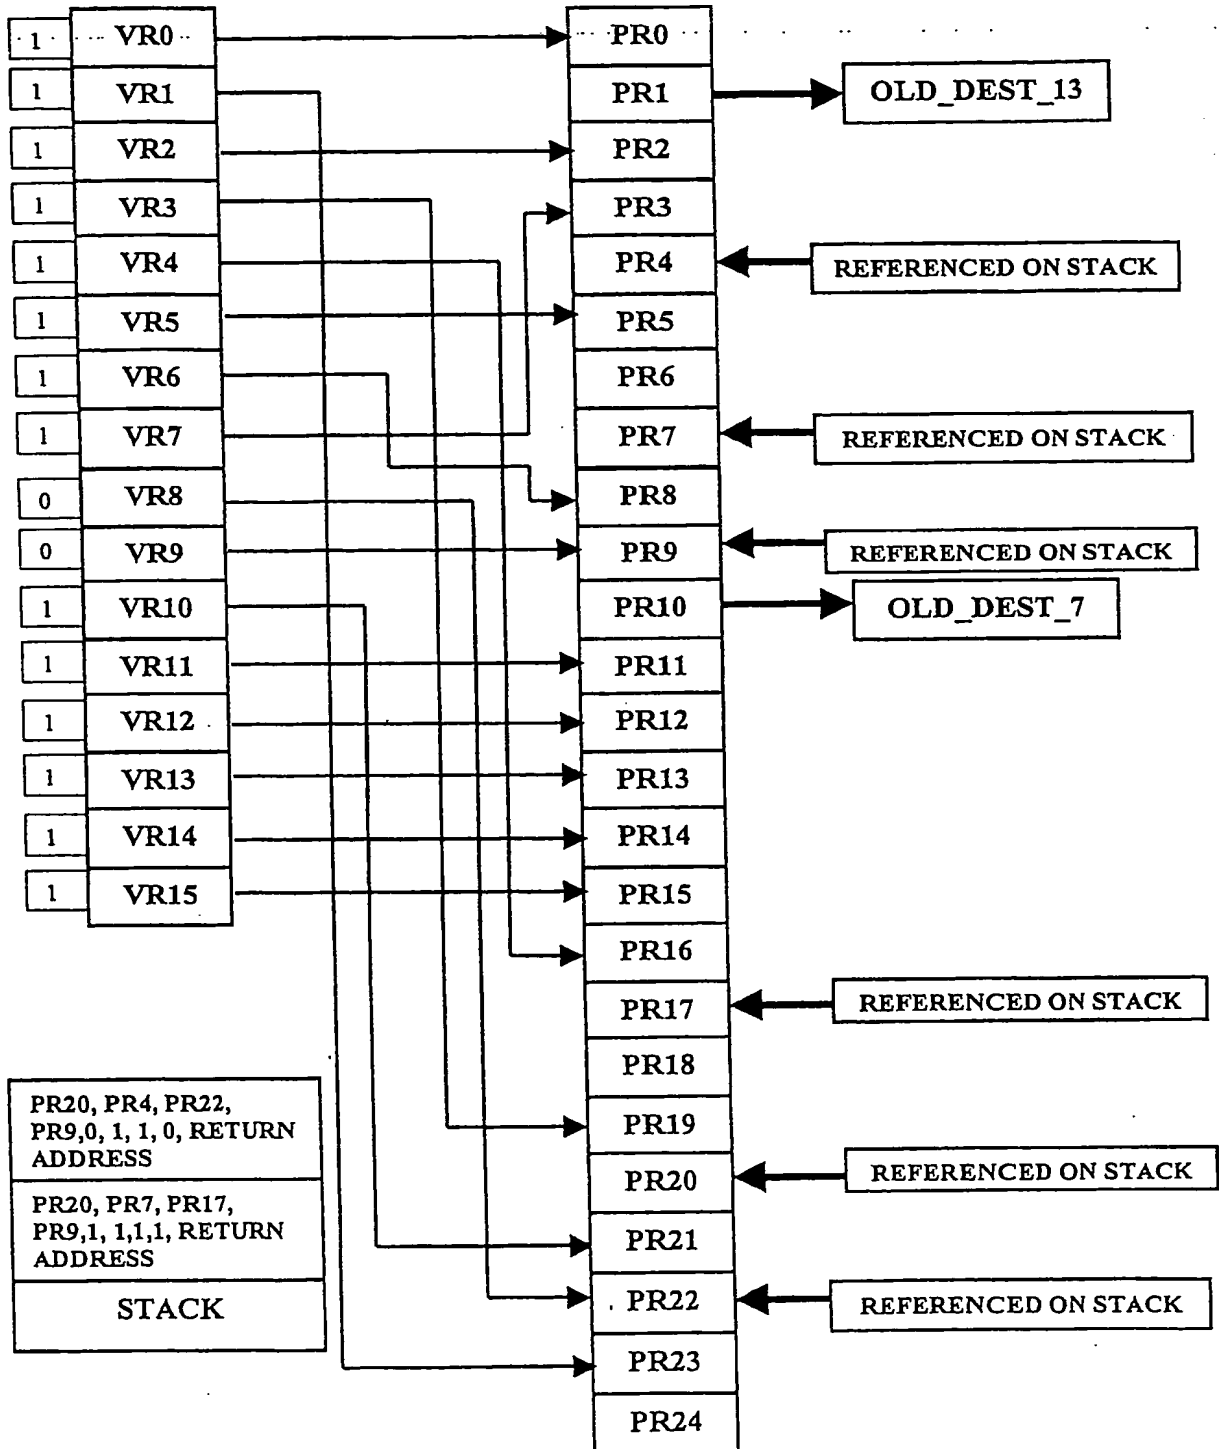 1 VR0 PR0
1 VR1 PR1 OLD_DEST_13
1 VR2 PR2
1 VR3 PR3
1 VR4 PR4 REFERENCED ON STACK
1 VR5 PR5
1 VR6 PR6
1 VR7 PR7 REFERENCED ON STACK
0 VR8 PR8
0 VR9 PR9 REFERENCED ON STACK
1 VR10 PR10 OLD_DEST_7
1 VR11 PR11
1 VR12 PR12
1 VR13 PR13
1 VR14 PR14
1 VR15 PR15
PR16
PR17 REFERENCED ON STACK
PR18
PR19
PR20 REFERENCED ON STACK
PR21
PR22 REFERENCED ON STACK
PR23
PR24
PR20, PR4, PR22,
PR9,0, 1, 1, 0, RETURN
ADDRESS
PR20, PR7, PR17,
PR9,1, 1,1,1, RETURN
ADDRESS
STACK